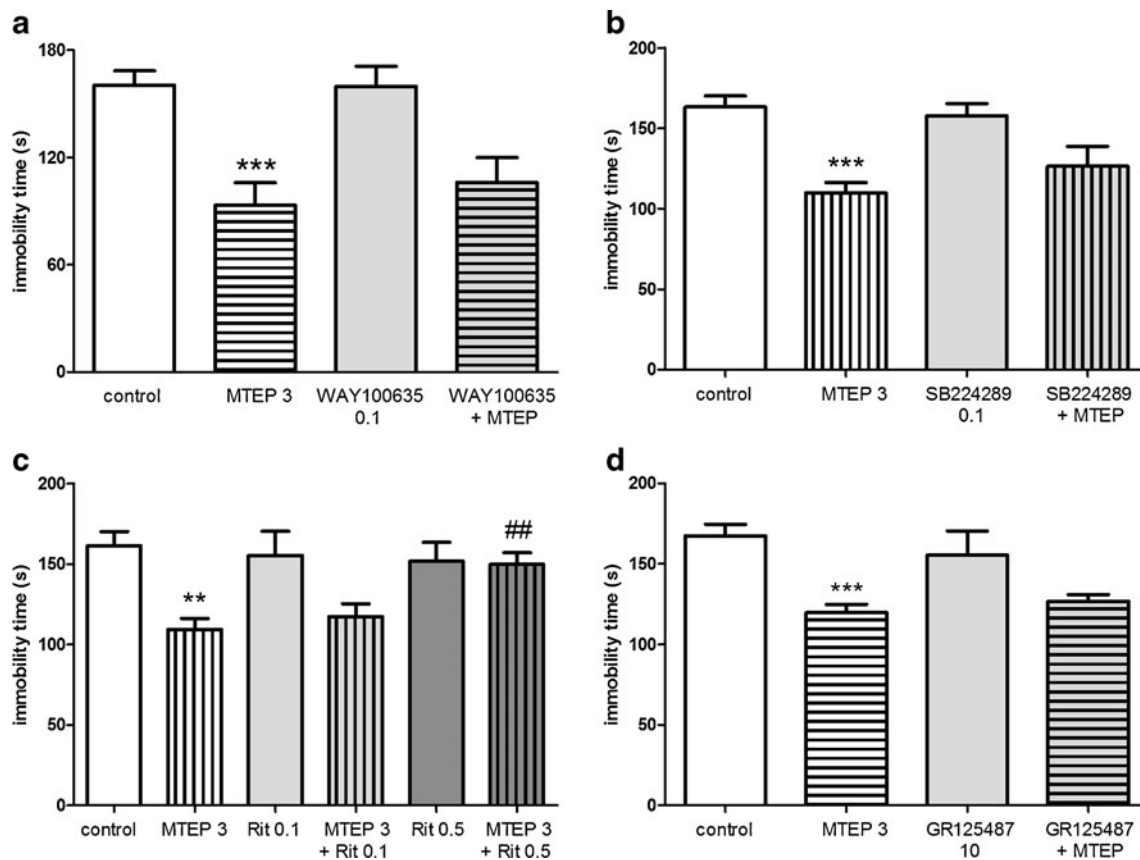 a
180
120
60
0
immobility time (s)
***
control
MTEP 3
WAY100635
0.1
WAY100635
+ MTEP
b
200
150
100
50
0
immobility time (s)
***
control
MTEP 3
SB224289
0.1
SB224289
+ MTEP
c
200
150
100
50
0
immobility time (s)
**
##
control
MTEP 3
Rit 0.1
MTEP 3
+ Rit 0.1
Rit 0.5
MTEP 3
+ Rit 0.5
d
200
150
100
50
0
immobility time (s)
***
control
MTEP 3
GR125487
10
GR125487
+ MTEP